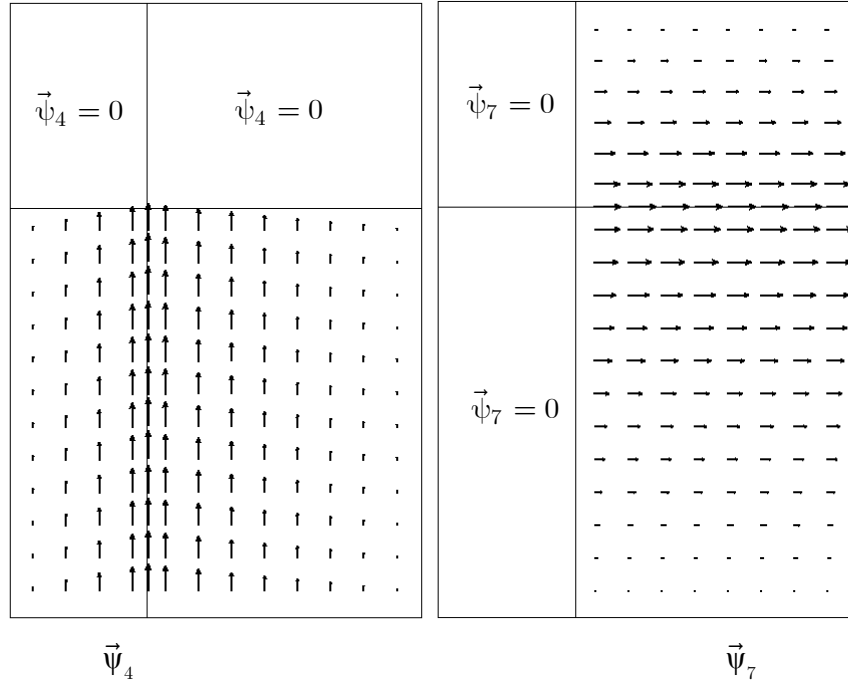 ψ⃗₇ = 0
ψ⃗₄ = 0 ψ⃗₄ = 0
ψ⃗₇ = 0
ψ⃗₄ ψ⃗₇